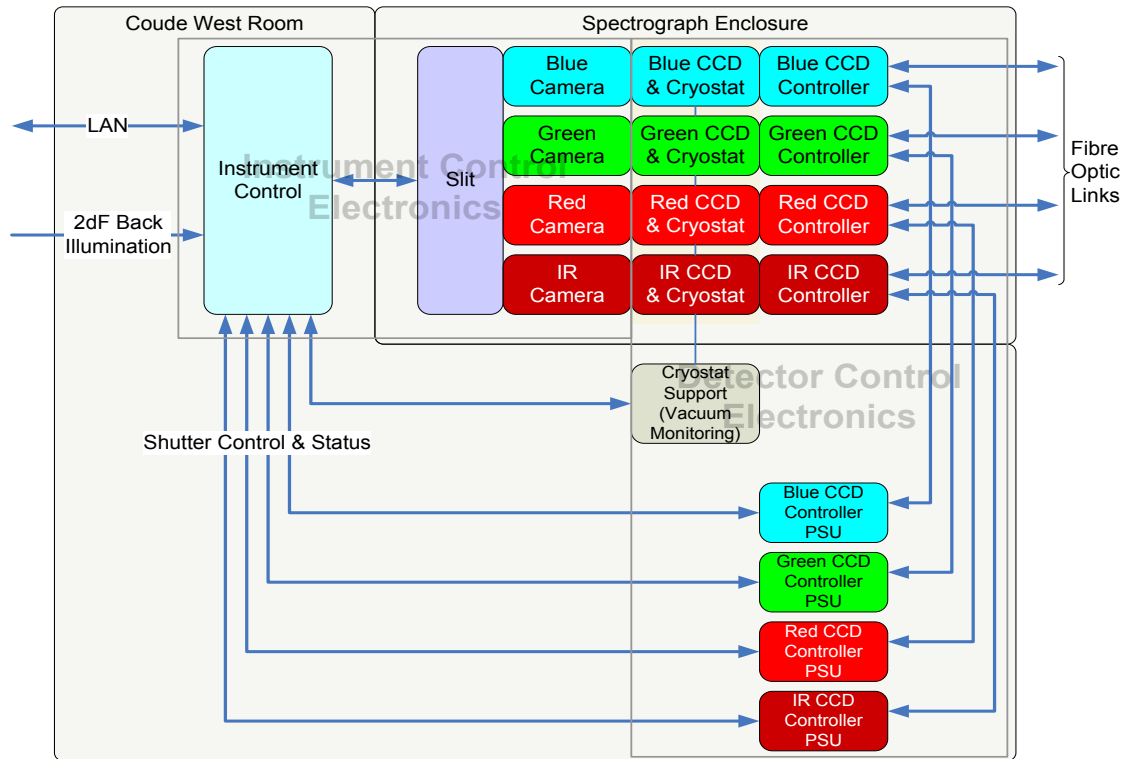 Coude West Room
Spectrograph Enclosure
Instrument Control
Electronics
Instrument
Control
Slit
Blue
Camera
Blue CCD
& Cryostat
Blue CCD
Controller
Green
Camera
Green CCD
& Cryostat
Green CCD
Controller
Red
Camera
Red CCD
& Cryostat
Red CCD
Controller
IR
Camera
IR CCD
& Cryostat
IR CCD
Controller
LAN
2dF Back
Illumination
Fibre
Optic
Links
Detector Control
Electronics
Cryostat
Support
(Vacuum
Monitoring)
Shutter Control & Status
Blue CCD
Controller
PSU
Green CCD
Controller
PSU
Red CCD
Controller
PSU
IR CCD
Controller
PSU